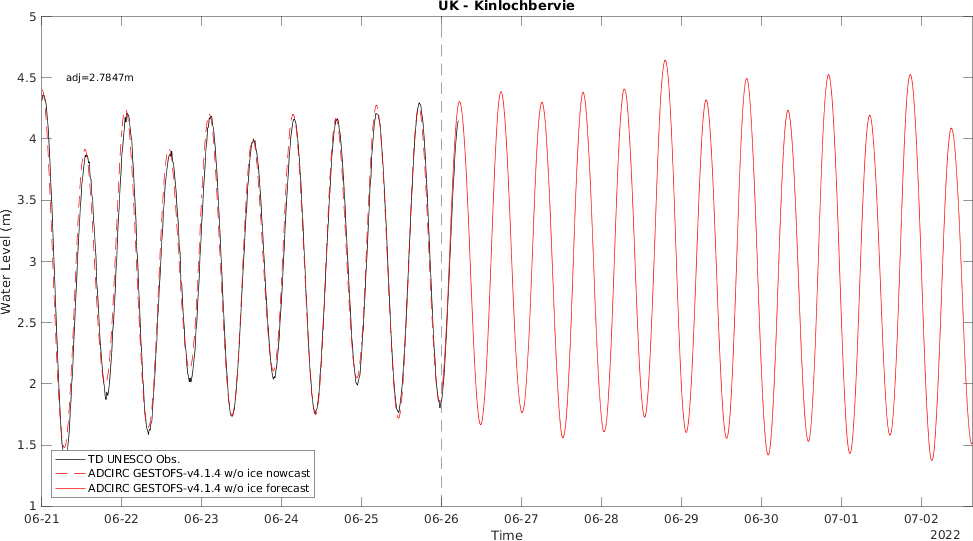 UK - Kinlochbervie
5
4.5
4
3.5
3
2.5
2
1.5
1
Water Level (m)
adj=2.7847m
TD UNESCO Obs.
ADCIRC GESTOFS-v4.1.4 w/o ice nowcast
ADCIRC GESTOFS-v4.1.4 w/o ice forecast
06-21 06-22 06-23 06-24 06-25 06-26 06-27 06-28 06-29 06-30 07-01 07-02
2022
Time